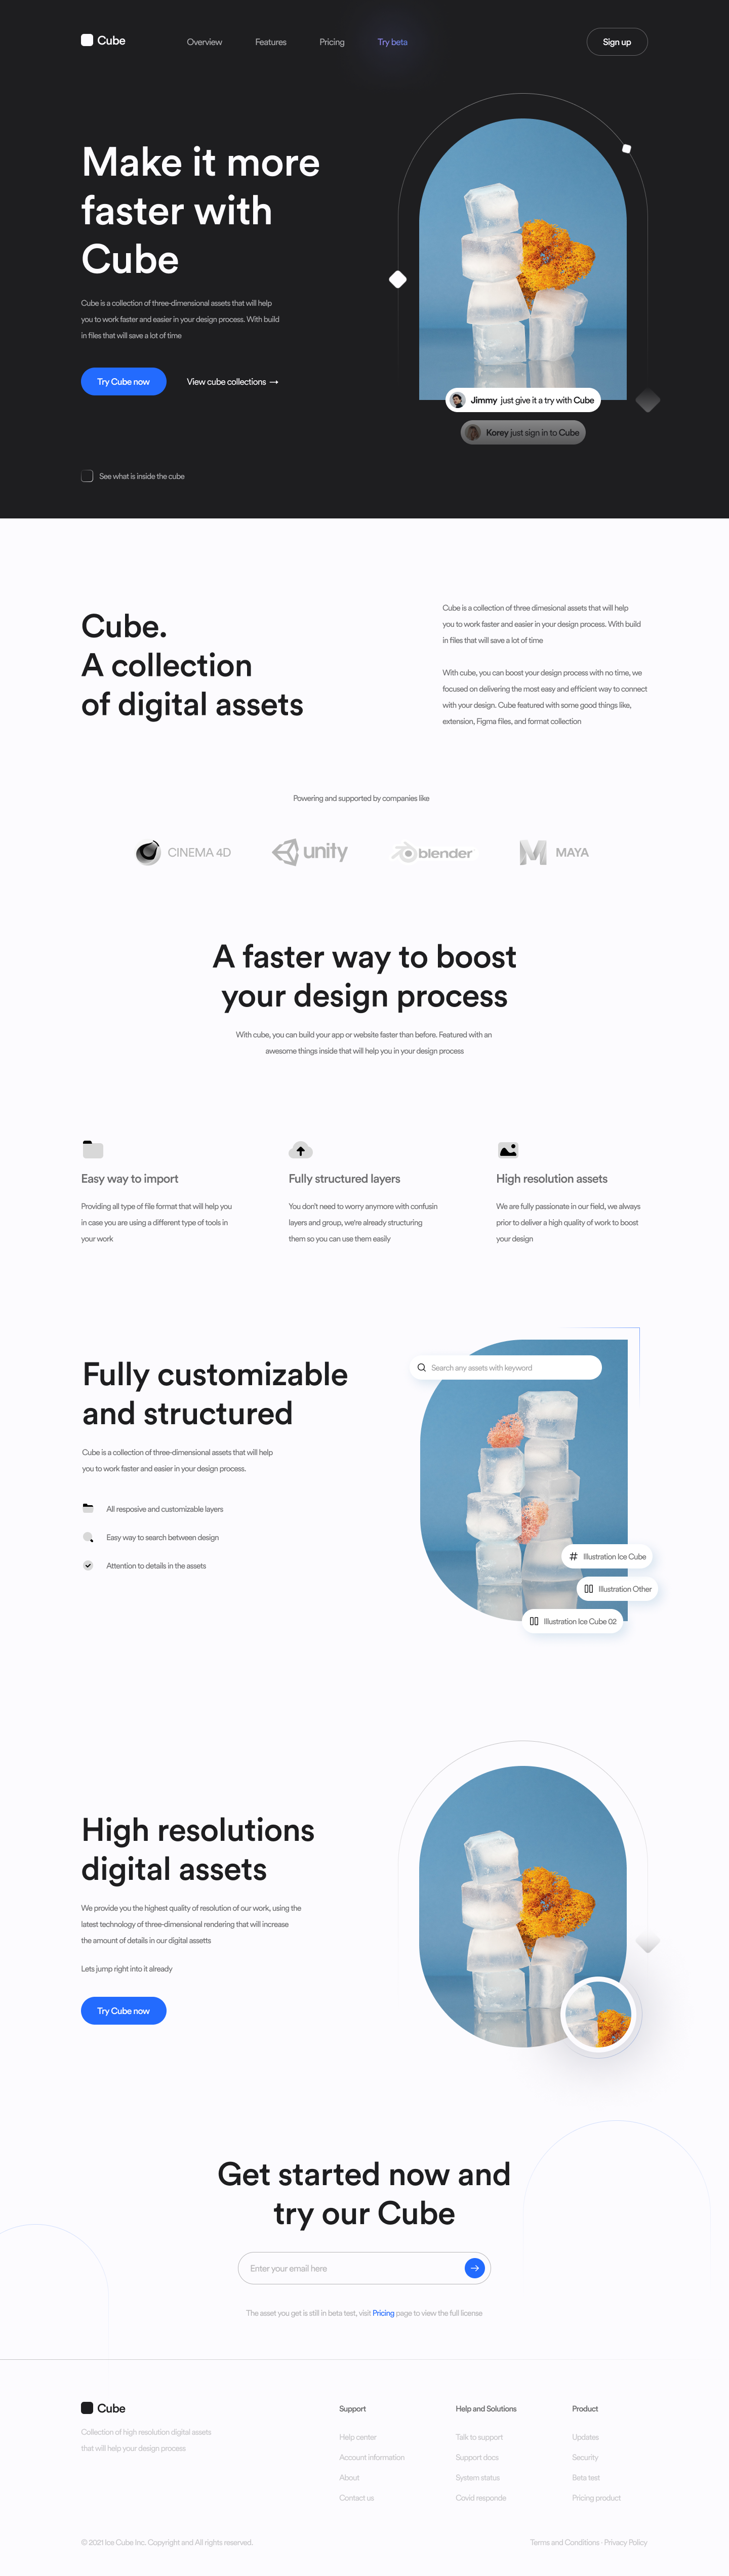 Cube
Overview
Features
Pricing
Try beta
Sign up
Make it more
faster with
Cube
Cube is a collection of three-dimensional assets that will help
you to work faster and easier in your design process. With build
in files that will save a lot of time
Try Cube now
View cube collections →
Jimmy just give it a try with Cube
Korey just sign in to Cube
See what is inside the cube
Cube.
A collection
of digital assets
Cube is a collection of three dimesional assets that will help
you to work faster and easier in your design process. With build
in files that will save a lot of time
With cube, you can boost your design process with no time, we
focused on delivering the most easy and efficient way to connect
with your design. Cube featured with some good things like,
extension, Figma files, and format collection
Powering and supported by companies like
CINEMA 4D
unity
blender
MAYA
A faster way to boost
your design process
With cube, you can build your app or website faster than before. Featured with an
awesome things inside that will help you in your design process
Easy way to import
Providing all type of file format that will help you
in case you are using a different type of tools in
your work
Fully structured layers
You don't need to worry anymore with confusin
layers and group, we're already structuring
them so you can use them easily
High resolution assets
We are fully passionate in our field, we always
prior to deliver a high quality of work to boost
your design
Fully customizable
and structured
Cube is a collection of three-dimensional assets that will help
you to work faster and easier in your design process.
All resposive and customizable layers
Easy way to search between design
Attention to details in the assets
Search any assets with keyword
Illustration Ice Cube
Illustration Other
Illustration Ice Cube 02
High resolutions
digital assets
We provide you the highest quality of resolution of our work, using the
latest technology of three-dimensional rendering that will increase
the amount of details in our digital assetts
Lets jump right into it already
Try Cube now
Get started now and
try our Cube
Enter your email here
The asset you get is still in beta test, visit Pricing page to view the full license
Cube
Collection of high resolution digital assets
that will help your design process
Support
Help center
Account information
About
Contact us
Help and Solutions
Talk to support
Support docs
System status
Covid responde
Product
Updates
Security
Beta test
Pricing product
© 2021 Ice Cube Inc. Copyright and All rights reserved.
Terms and Conditions · Privacy Policy